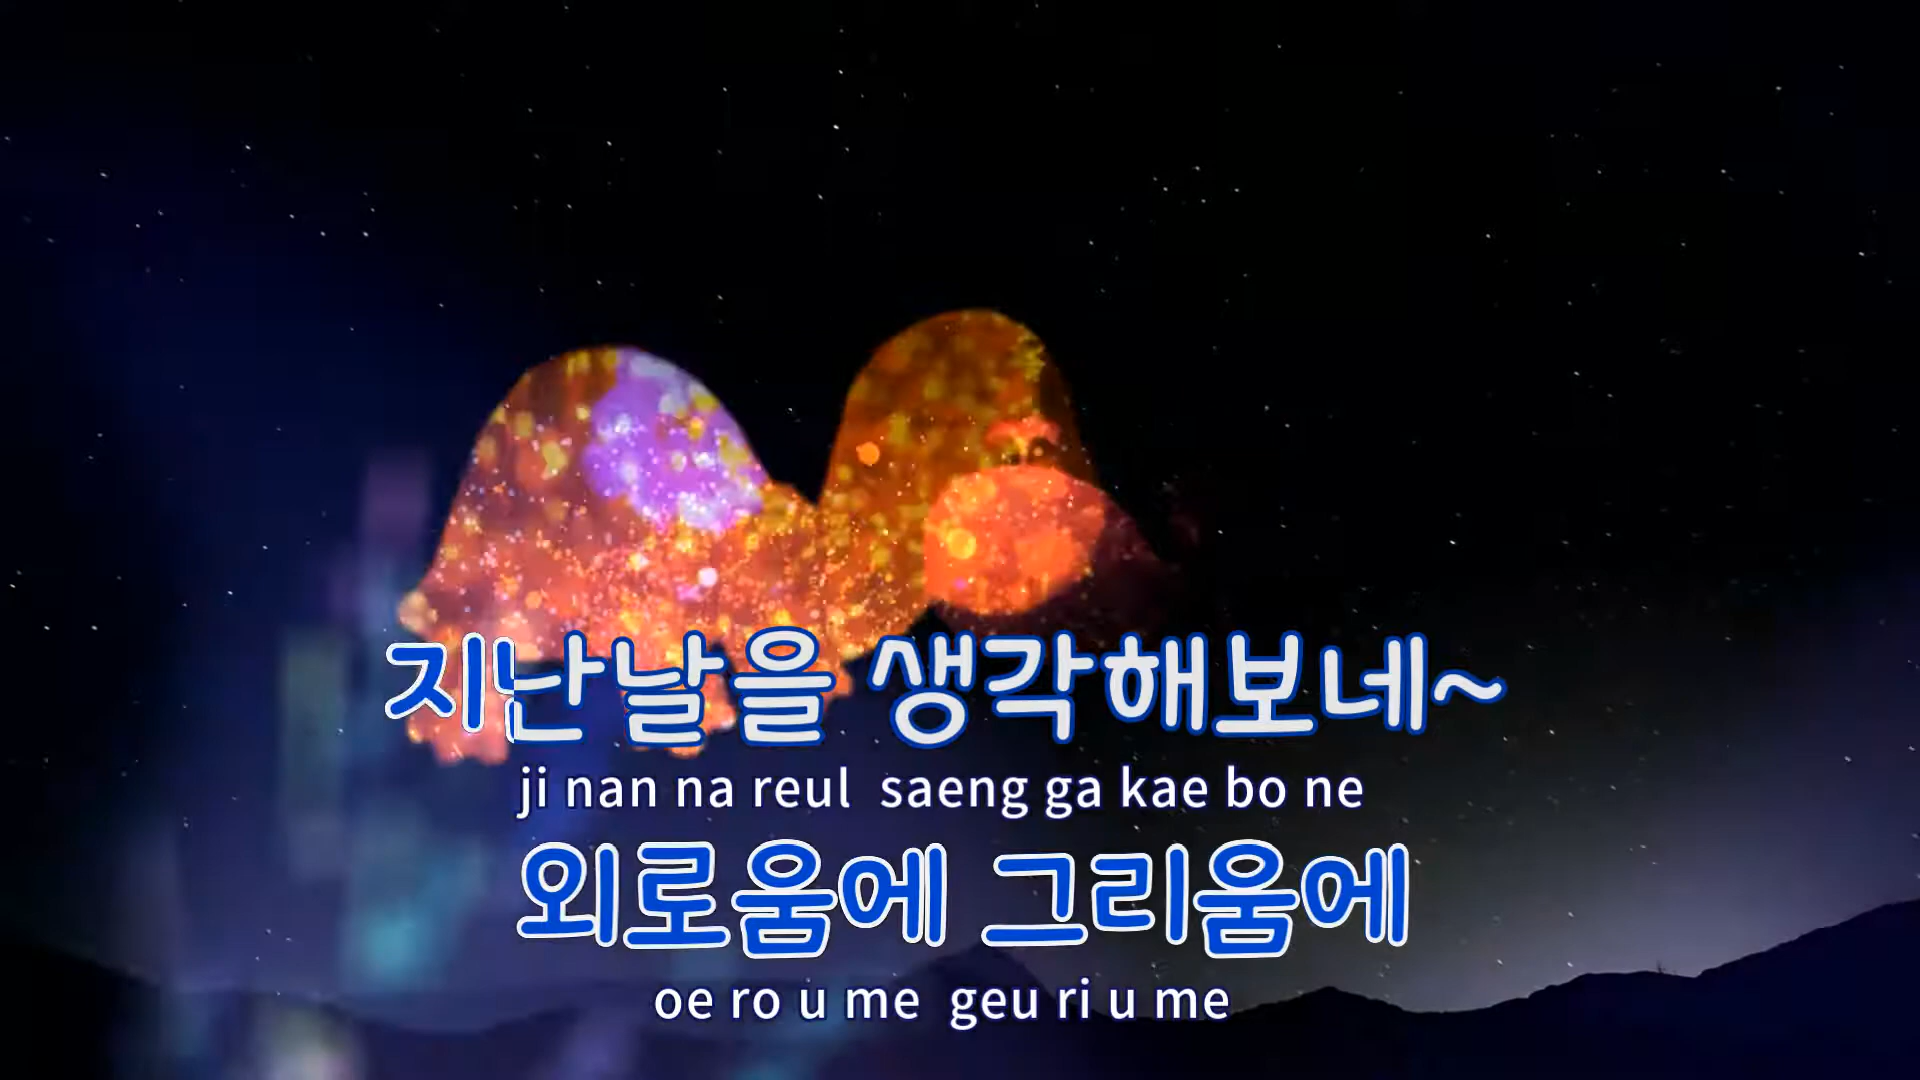 지난날을 생각해보네~
ji nan na reul saeng ga kae bo ne
외로움에 그리움에
oe ro u me geu ri u me